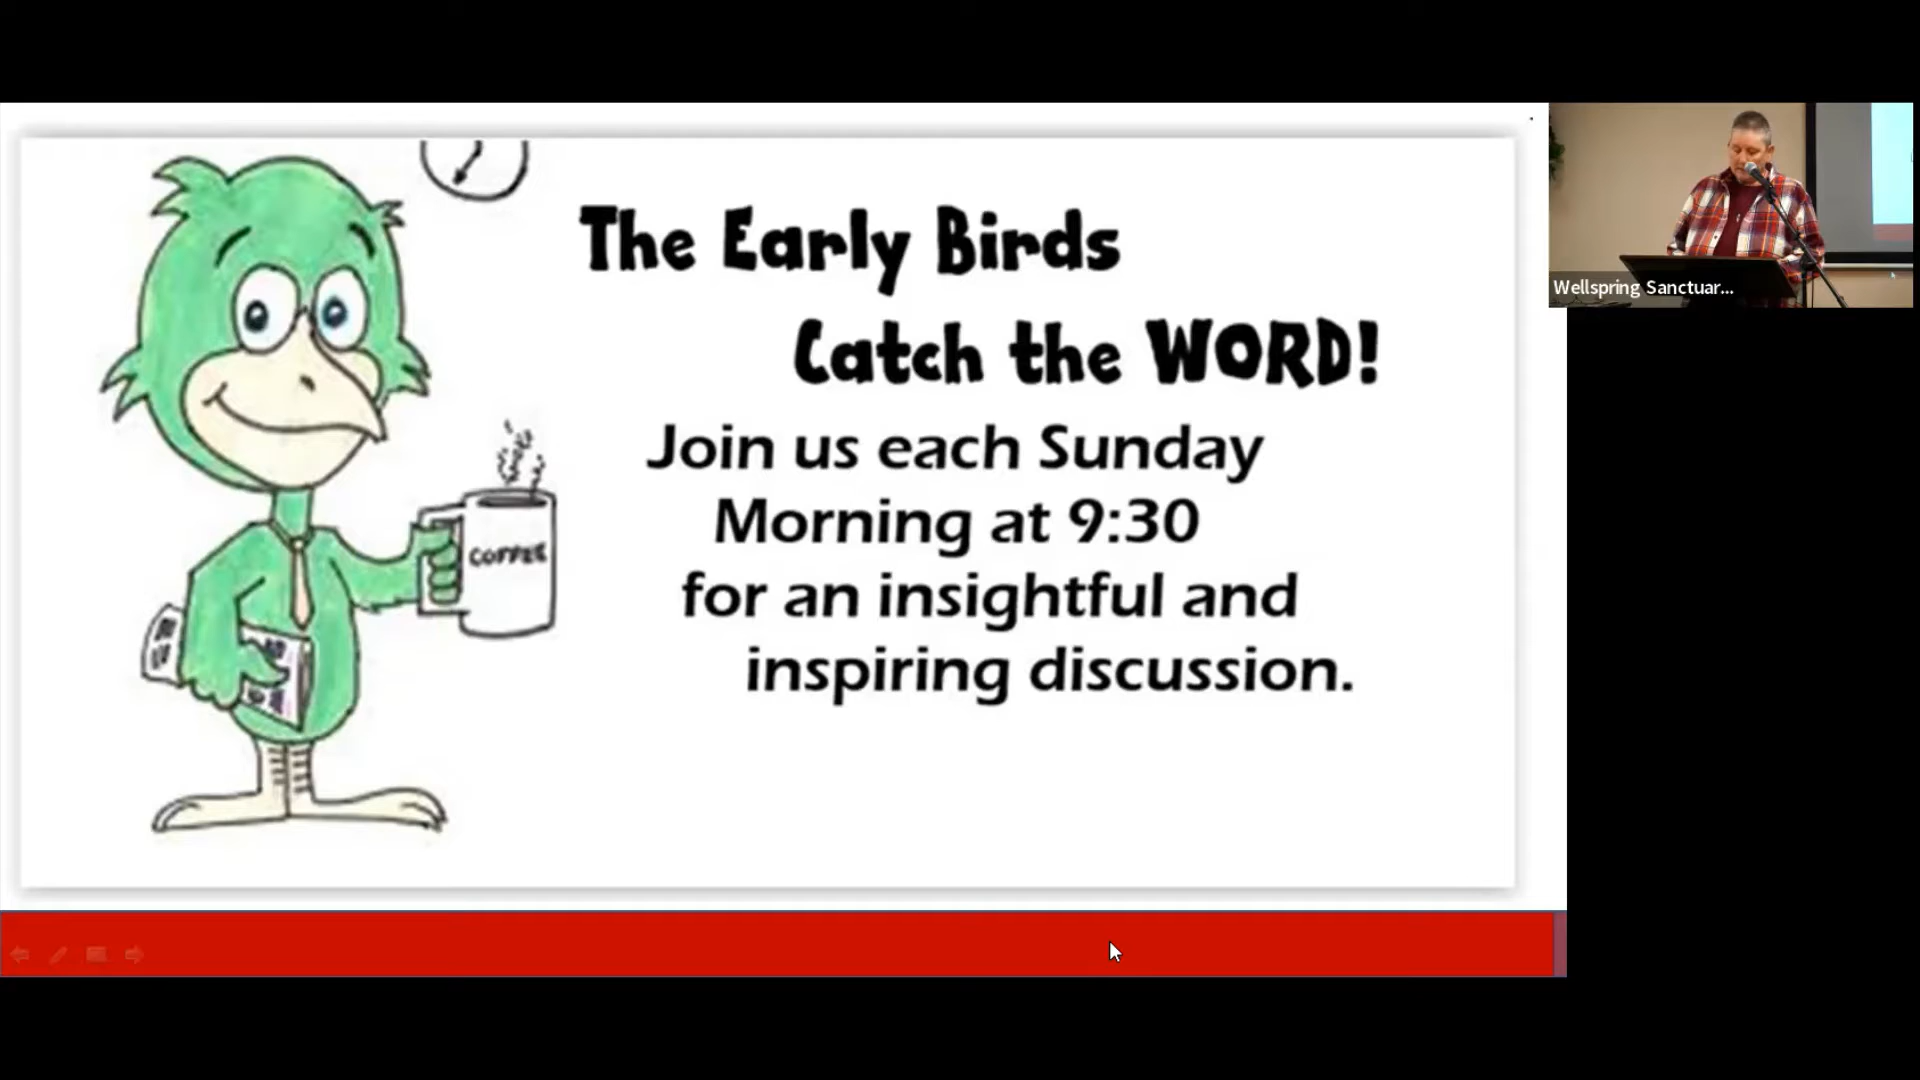 The Early Birds
Catch the WORD!
Join us each Sunday
Morning at 9:30
for an insightful and
inspiring discussion.
COFFEE
Wellspring Sanctuar...